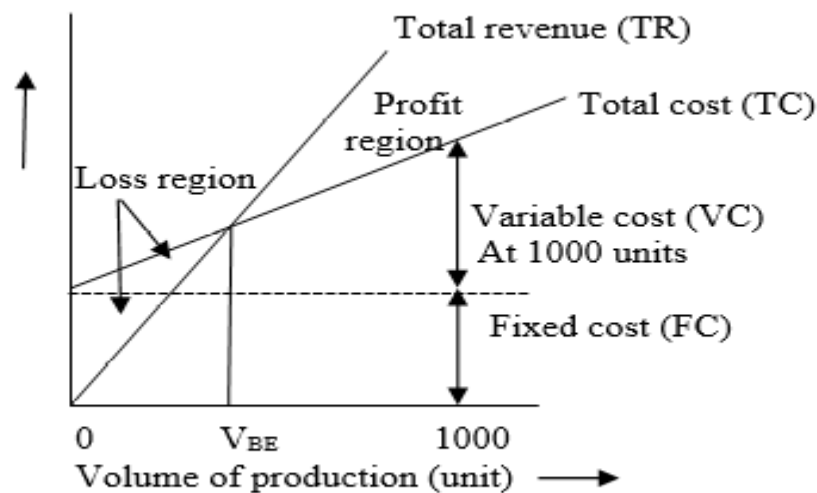 Total revenue (TR)
Profit
region
Total cost (TC)
Loss region
Variable cost (VC)
At 1000 units
Fixed cost (FC)
0 V_BE 1000
Volume of production (unit)